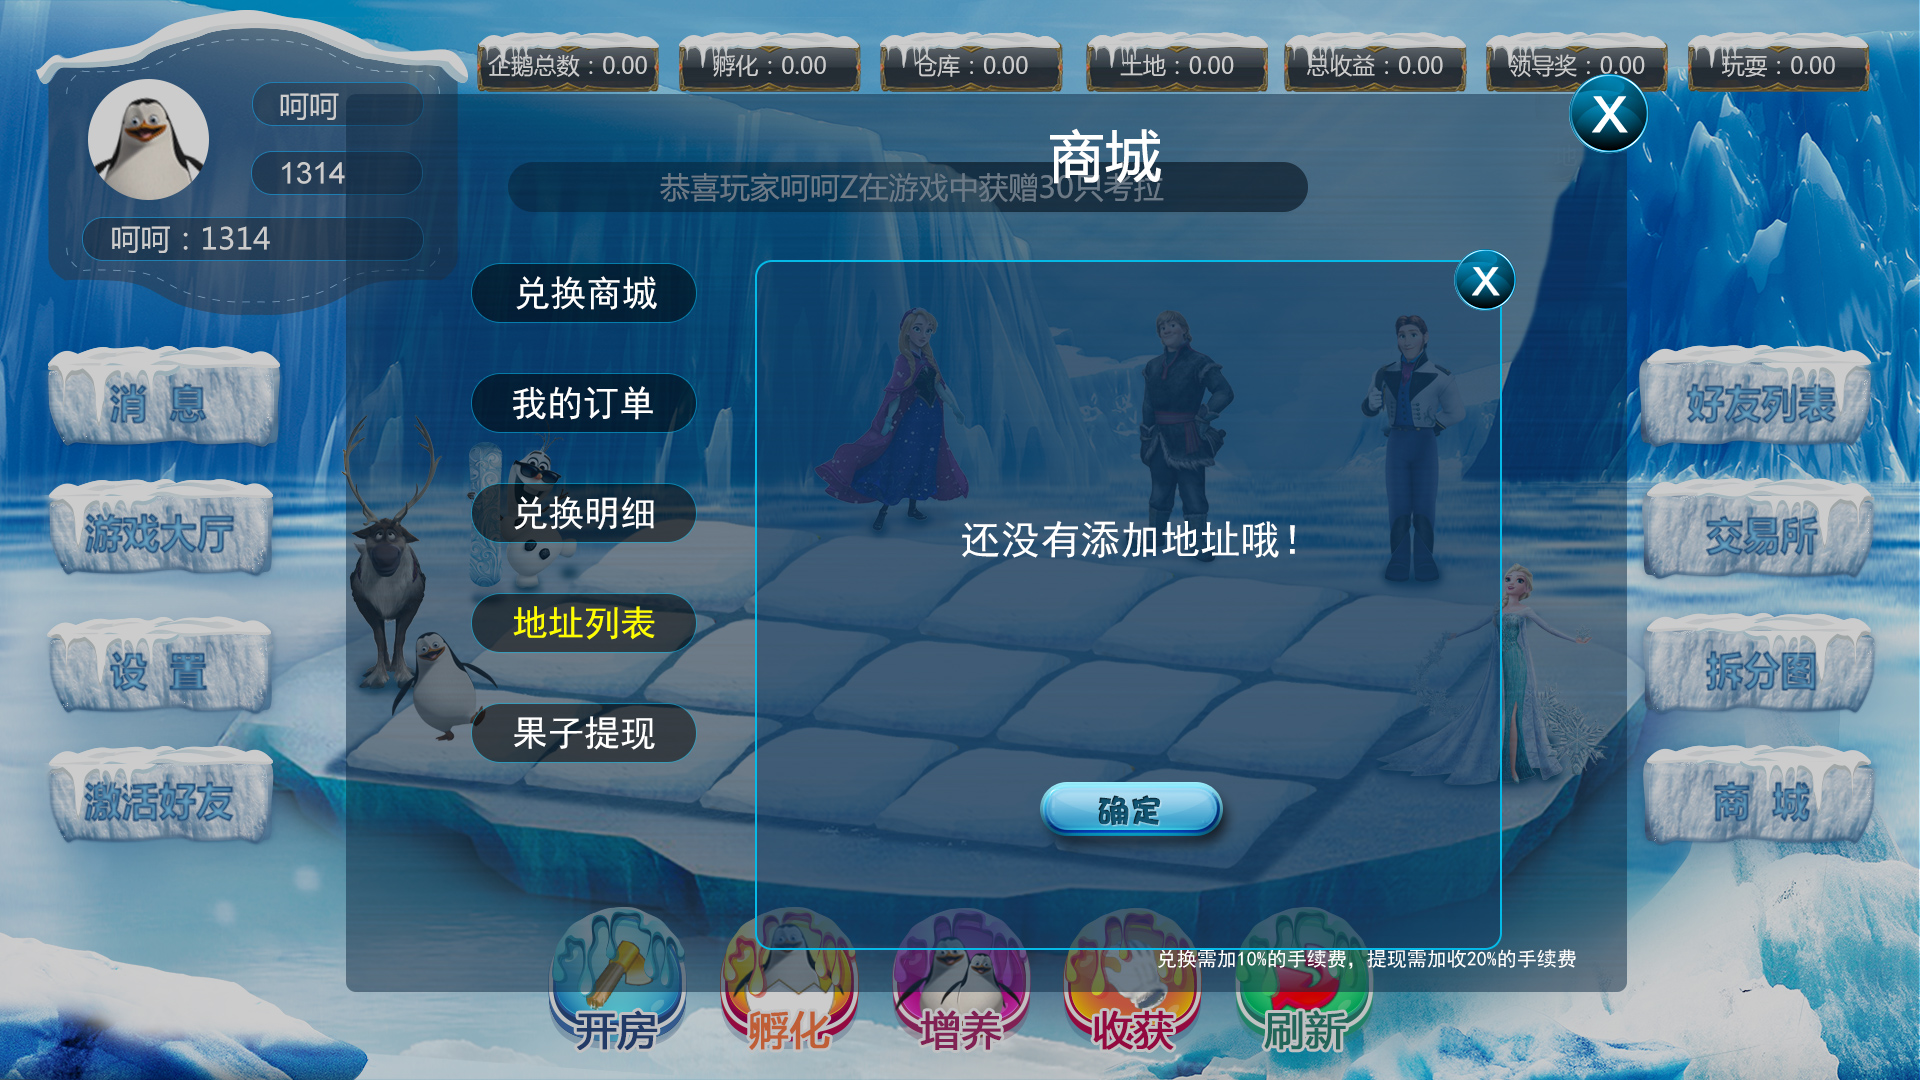 企鹅总数：0.00
孵化：0.00
仓库：0.00
土地：0.00
总收益：0.00
领导奖：0.00
玩耍：0.00
呵呵
1314
呵呵：1314
X
商城
恭喜玩家呵呵Z在游戏中获赠30只考拉
X
兑换商城
我的订单
兑换明细
地址列表
果子提现
还没有添加地址哦！
确定
消息
游戏大厅
设置
激活好友
好友列表
交易所
拆分图
商城
兑换需加10%的手续费，提现需加收20%的手续费
开房
孵化
增养
收获
刷新